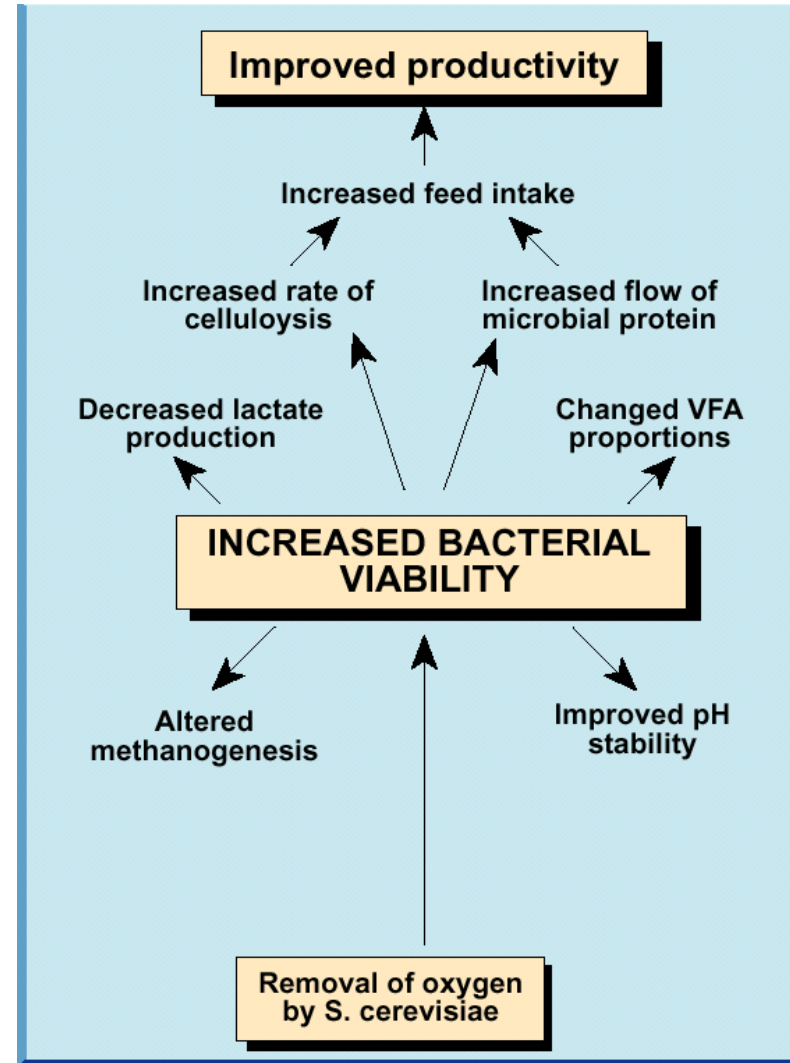 Improved productivity
Increased feed intake
Increased rate of
celluloysis
Increased flow of
microbial protein
Decreased lactate
production
Changed VFA
proportions
INCREASED BACTERIAL
VIABILITY
Altered
methanogenesis
Improved pH
stability
Removal of oxygen
by S. cerevisiae